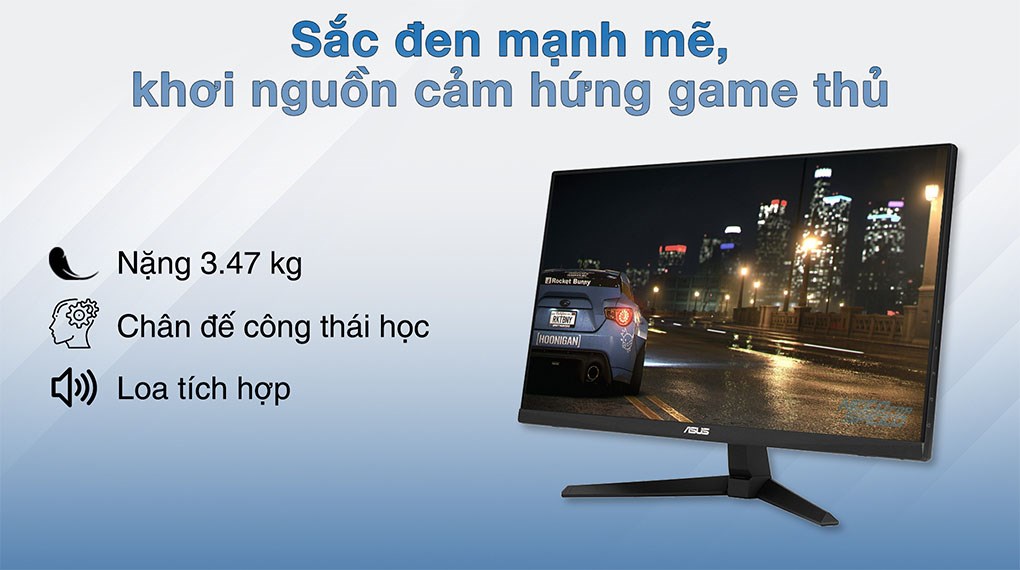 Sắc đen mạnh mẽ,
khơi nguồn cảm hứng game thủ
Nặng 3.47 kg
Chân đế công thái học
Loa tích hợp
Rocket Bunny
RKTBNY
HOONIGAN
ASUS